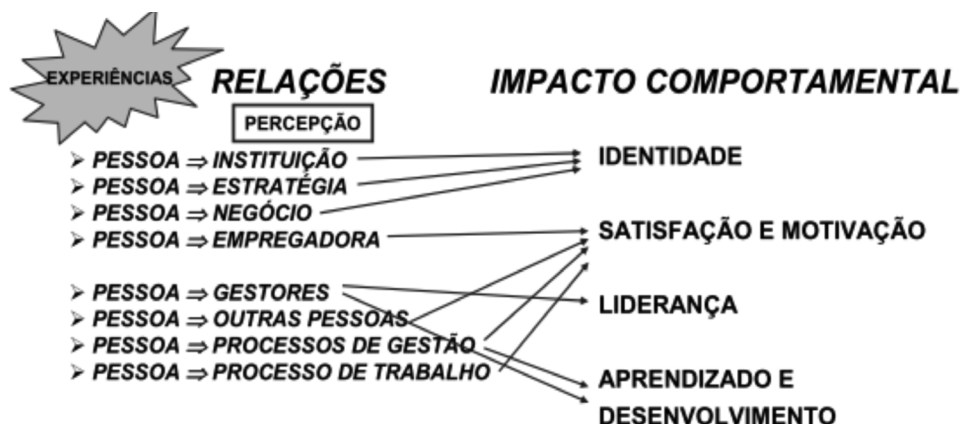 EXPERIÊNCIAS
RELAÇÕES
IMPACTO COMPORTAMENTAL
PERCEPÇÃO
➢ PESSOA ⇒ INSTITUIÇÃO
➢ PESSOA ⇒ ESTRATÉGIA
➢ PESSOA ⇒ NEGÓCIO
➢ PESSOA ⇒ EMPREGADORA
➢ PESSOA ⇒ GESTORES
➢ PESSOA ⇒ OUTRAS PESSOAS
➢ PESSOA ⇒ PROCESSOS DE GESTÃO
➢ PESSOA ⇒ PROCESSO DE TRABALHO
IDENTIDADE
SATISFAÇÃO E MOTIVAÇÃO
LIDERANÇA
APRENDIZADO E
DESENVOLVIMENTO